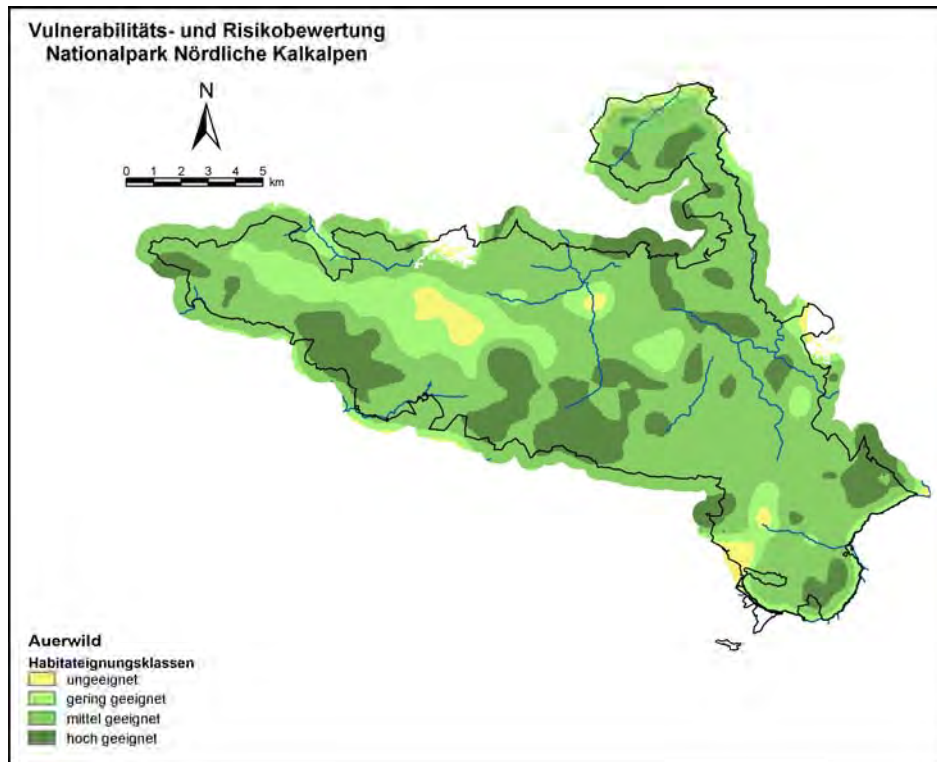 Vulnerabilitäts- und Risikobewertung
Nationalpark Nördliche Kalkalpen
N
0 1 2 3 4 5
km
Auerwild
Habitateignungsklassen
ungeeignet
gering geeignet
mittel geeignet
hoch geeignet